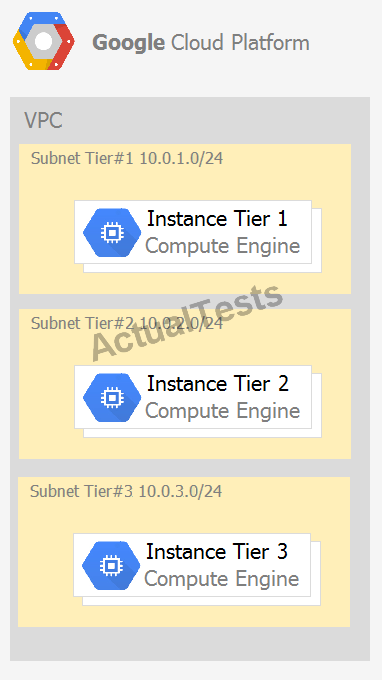 Google Cloud Platform
VPC
Subnet Tier#1 10.0.1.0/24
Instance Tier 1
Compute Engine
Subnet Tier#2 10.0.2.0/24
ActualTests
Instance Tier 2
Compute Engine
Subnet Tier#3 10.0.3.0/24
Instance Tier 3
Compute Engine